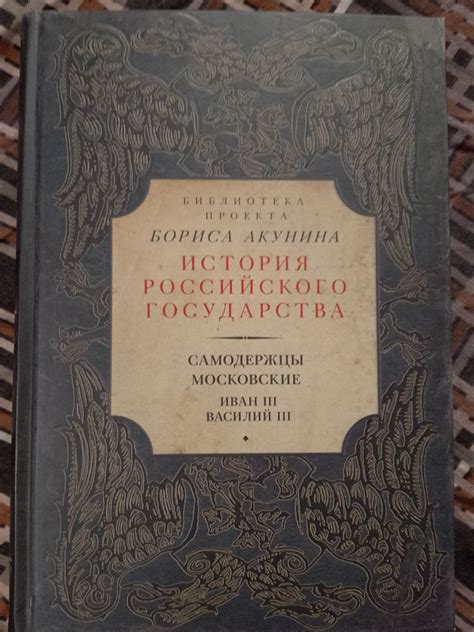 БИБЛИОТЕКА
ПРОЕКТА
БОРИСА АКУНИНА
ИСТОРИЯ
РОССИЙСКОГО
ГОСУДАРСТВА
САМОДЕРЖЦЫ
МОСКОВСКИЕ
ИВАН III
ВАСИЛИЙ III